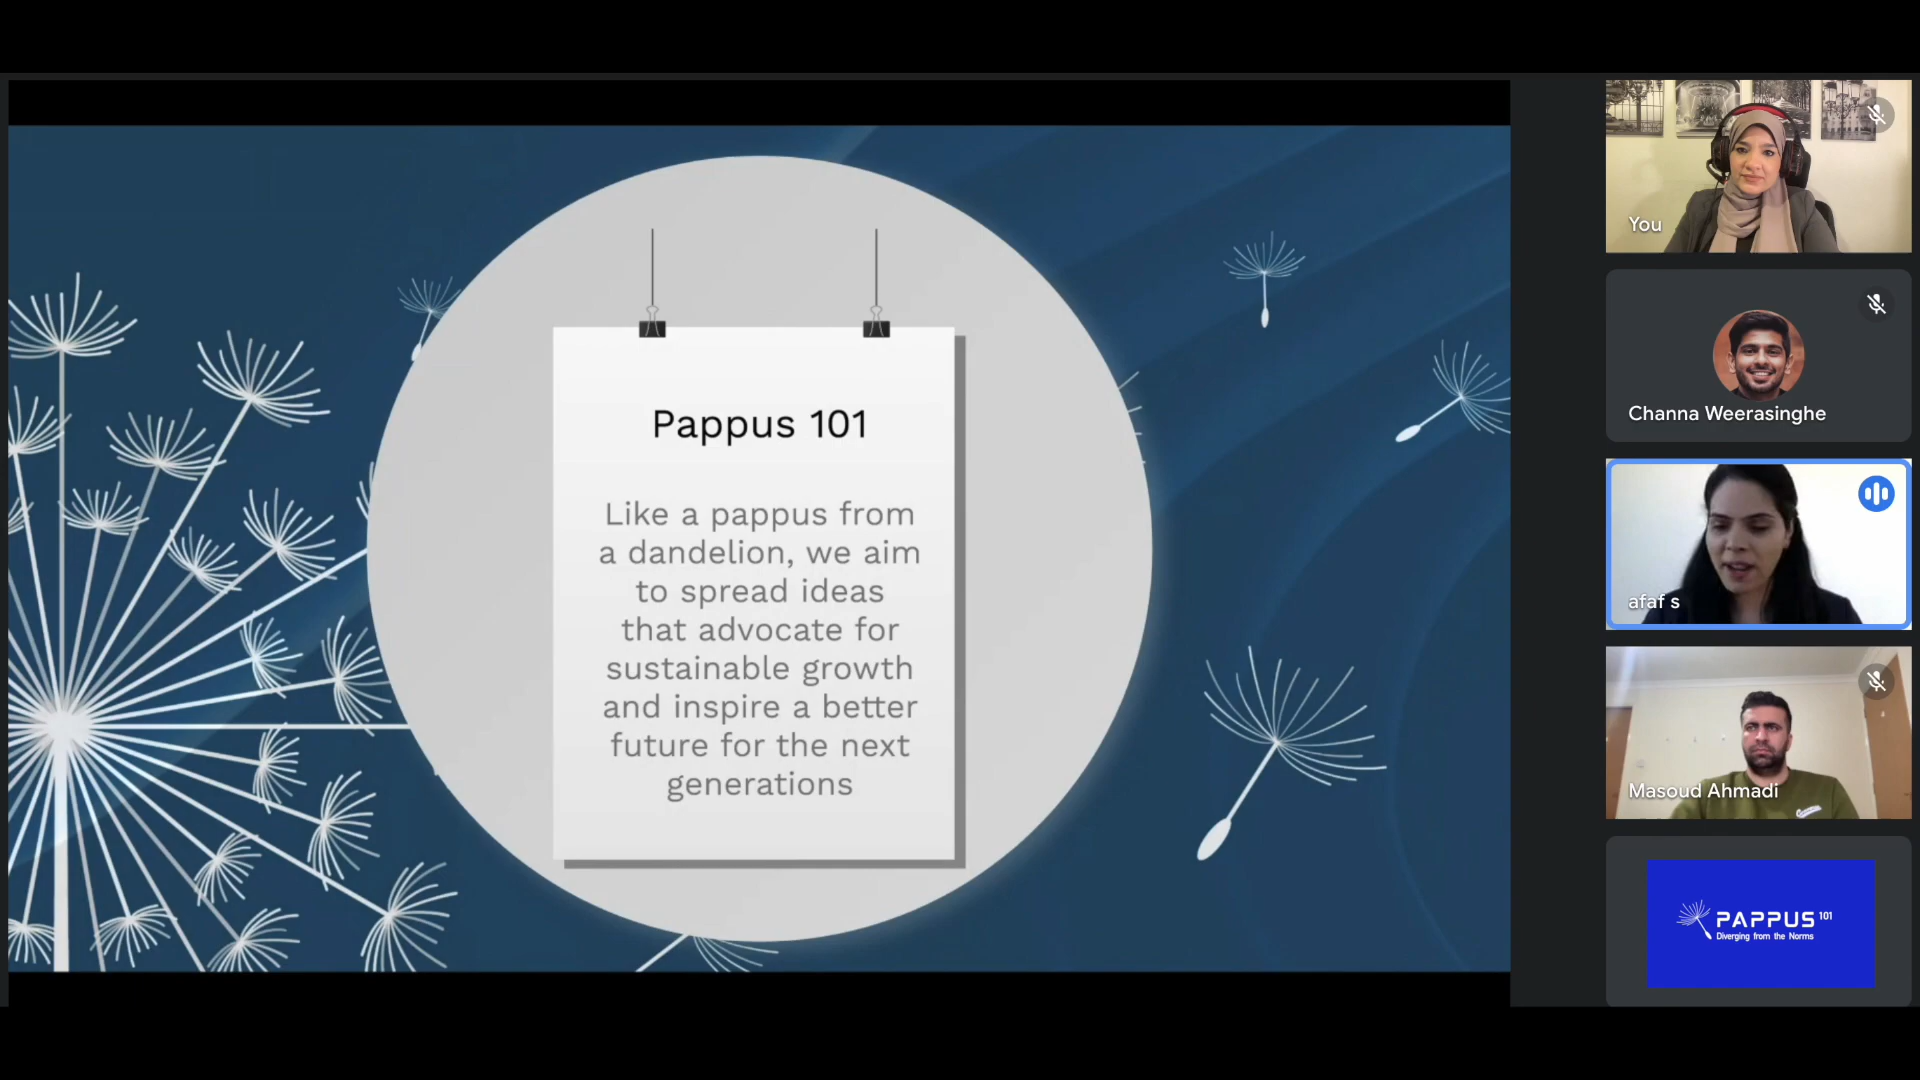 Pappus 101
Like a pappus from
a dandelion, we aim
to spread ideas
that advocate for
sustainable growth
and inspire a better
future for the next
generations
You
Channa Weerasinghe
afaf s
Masoud Ahmadi
PAPPUS 101
Diverging from the Norms